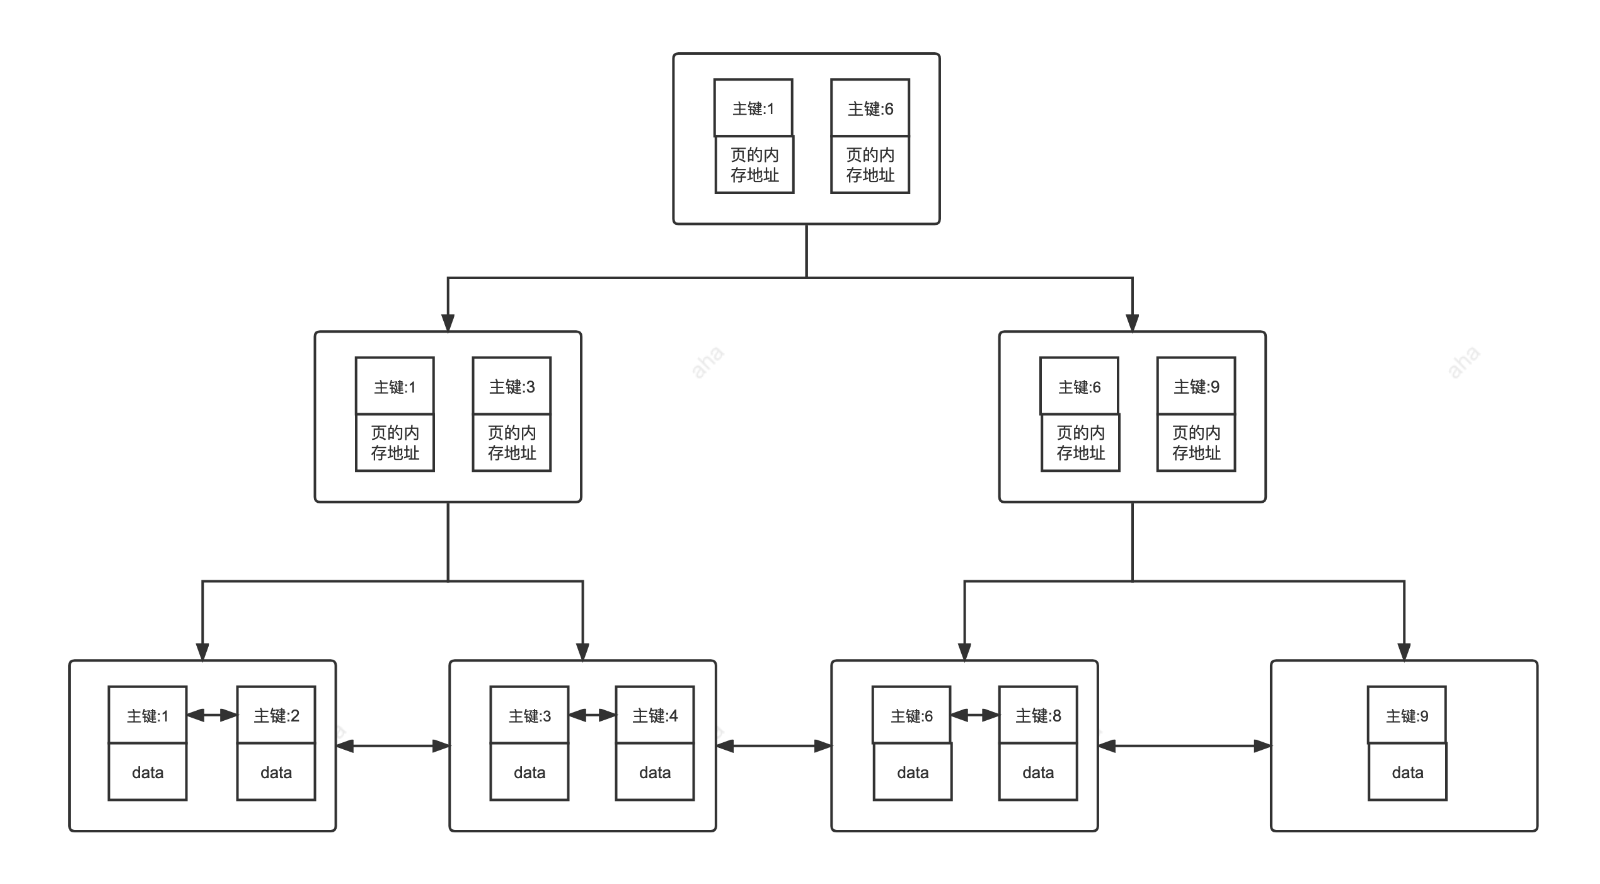 主键:1
主键:6
页的内
存地址
页的内
存地址
主键:1
主键:3
页的内
存地址
页的内
存地址
主键:6
主键:9
页的内
存地址
页的内
存地址
aha
aha
主键:1
主键:2
data
data
主键:3
主键:4
data
data
主键:6
主键:8
data
data
主键:9
data